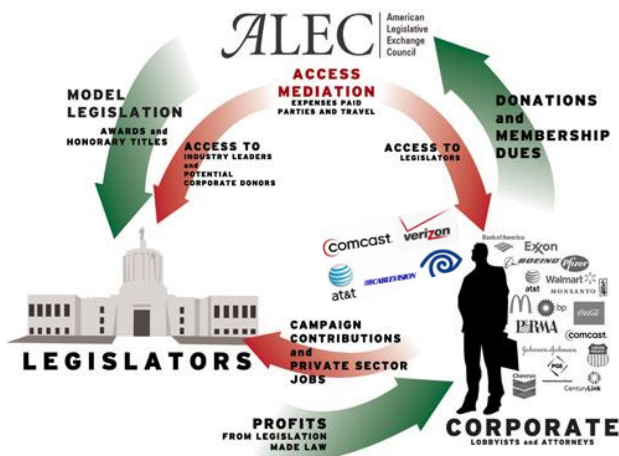 ALEC
American
Legislative
Exchange
Council
ACCESS
MEDIATION
EXPENSES PAID
PARTIES AND TRAVEL
MODEL
LEGISLATION
AWARDS and
HONORARY TITLES
ACCESS TO
INDUSTRY LEADERS
and
POTENTIAL
CORPORATE DONORS
ACCESS TO
LEGISLATORS
DONATIONS
and
MEMBERSHIP
DUES
comcast.
verizon
at&t
CABLEVISION
Bank of America
Exxon
BOEING
Pfizer
at&t
Walmart
MONSANTO
bp
Coca-Cola
PhRMA
comcast.
Johnson & Johnson
PGE
Chevron
CenturyLink
LEGISLATORS
CAMPAIGN
CONTRIBUTIONS
and
PRIVATE SECTOR
JOBS
PROFITS
FROM LEGISLATION
MADE LAW
CORPORATE
LOBBYISTS and ATTORNEYS